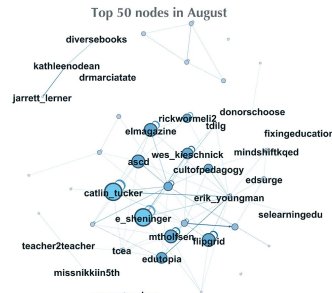 Top 50 nodes in August
diversebooks
kathleenodean
drmarciatate
jarrett_lerner
donorschoose
rickwormeli2
tdllg
elmagazine
fixingeducation
wes_kieschnick
mindshiftkqed
ascd
cultofpedagogy
edsurge
catlin_tucker
erik_youngman
selearningedu
e_sheninger
mtholfsen
flipgrid
teacher2teacher
tcea
edutopia
missnikkiin5th